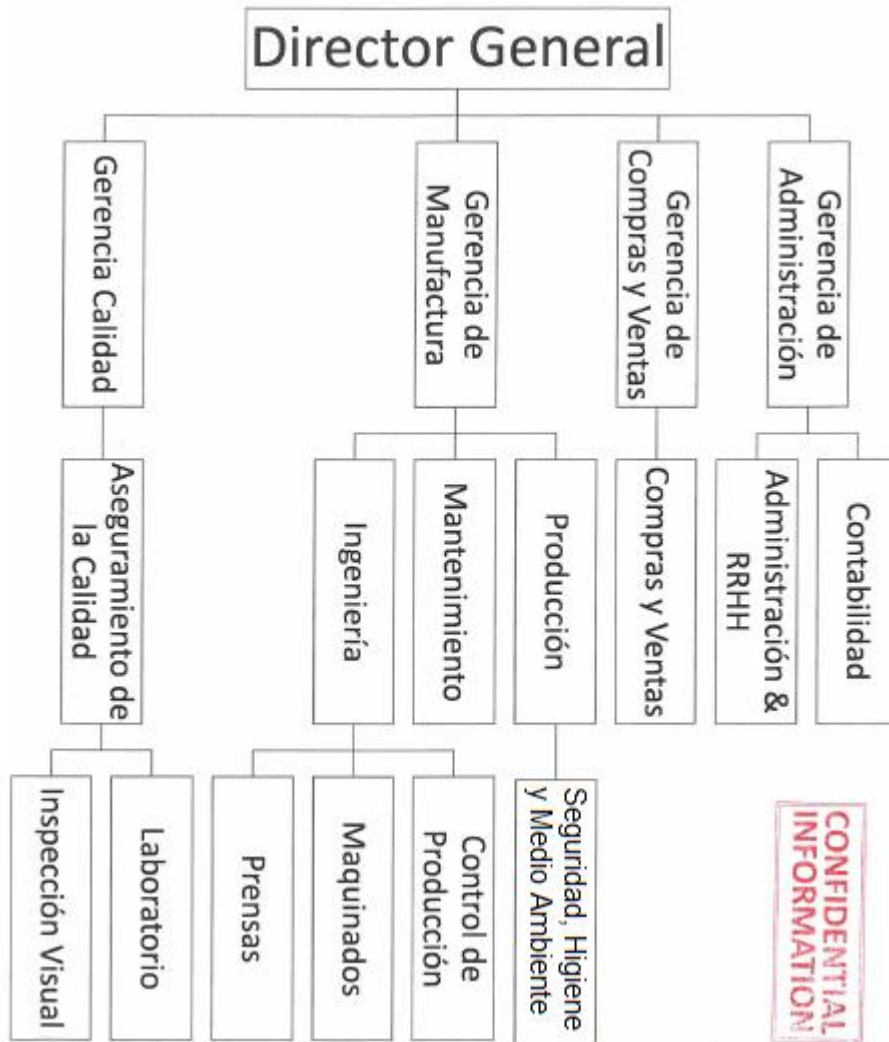 Director General
Gerencia de
Administración
Contabilidad
Administración &
RRHH
Gerencia de
Compras y Ventas
Compras y Ventas
Gerencia de
Manufactura
Producción
Seguridad, Higiene
y Medio Ambiente
Mantenimiento
Ingeniería
Control de
Producción
Maquinados
Prensas
Gerencia Calidad
Aseguramiento de
la Calidad
Laboratorio
Inspección Visual
CONFIDENTIAL
INFORMATION